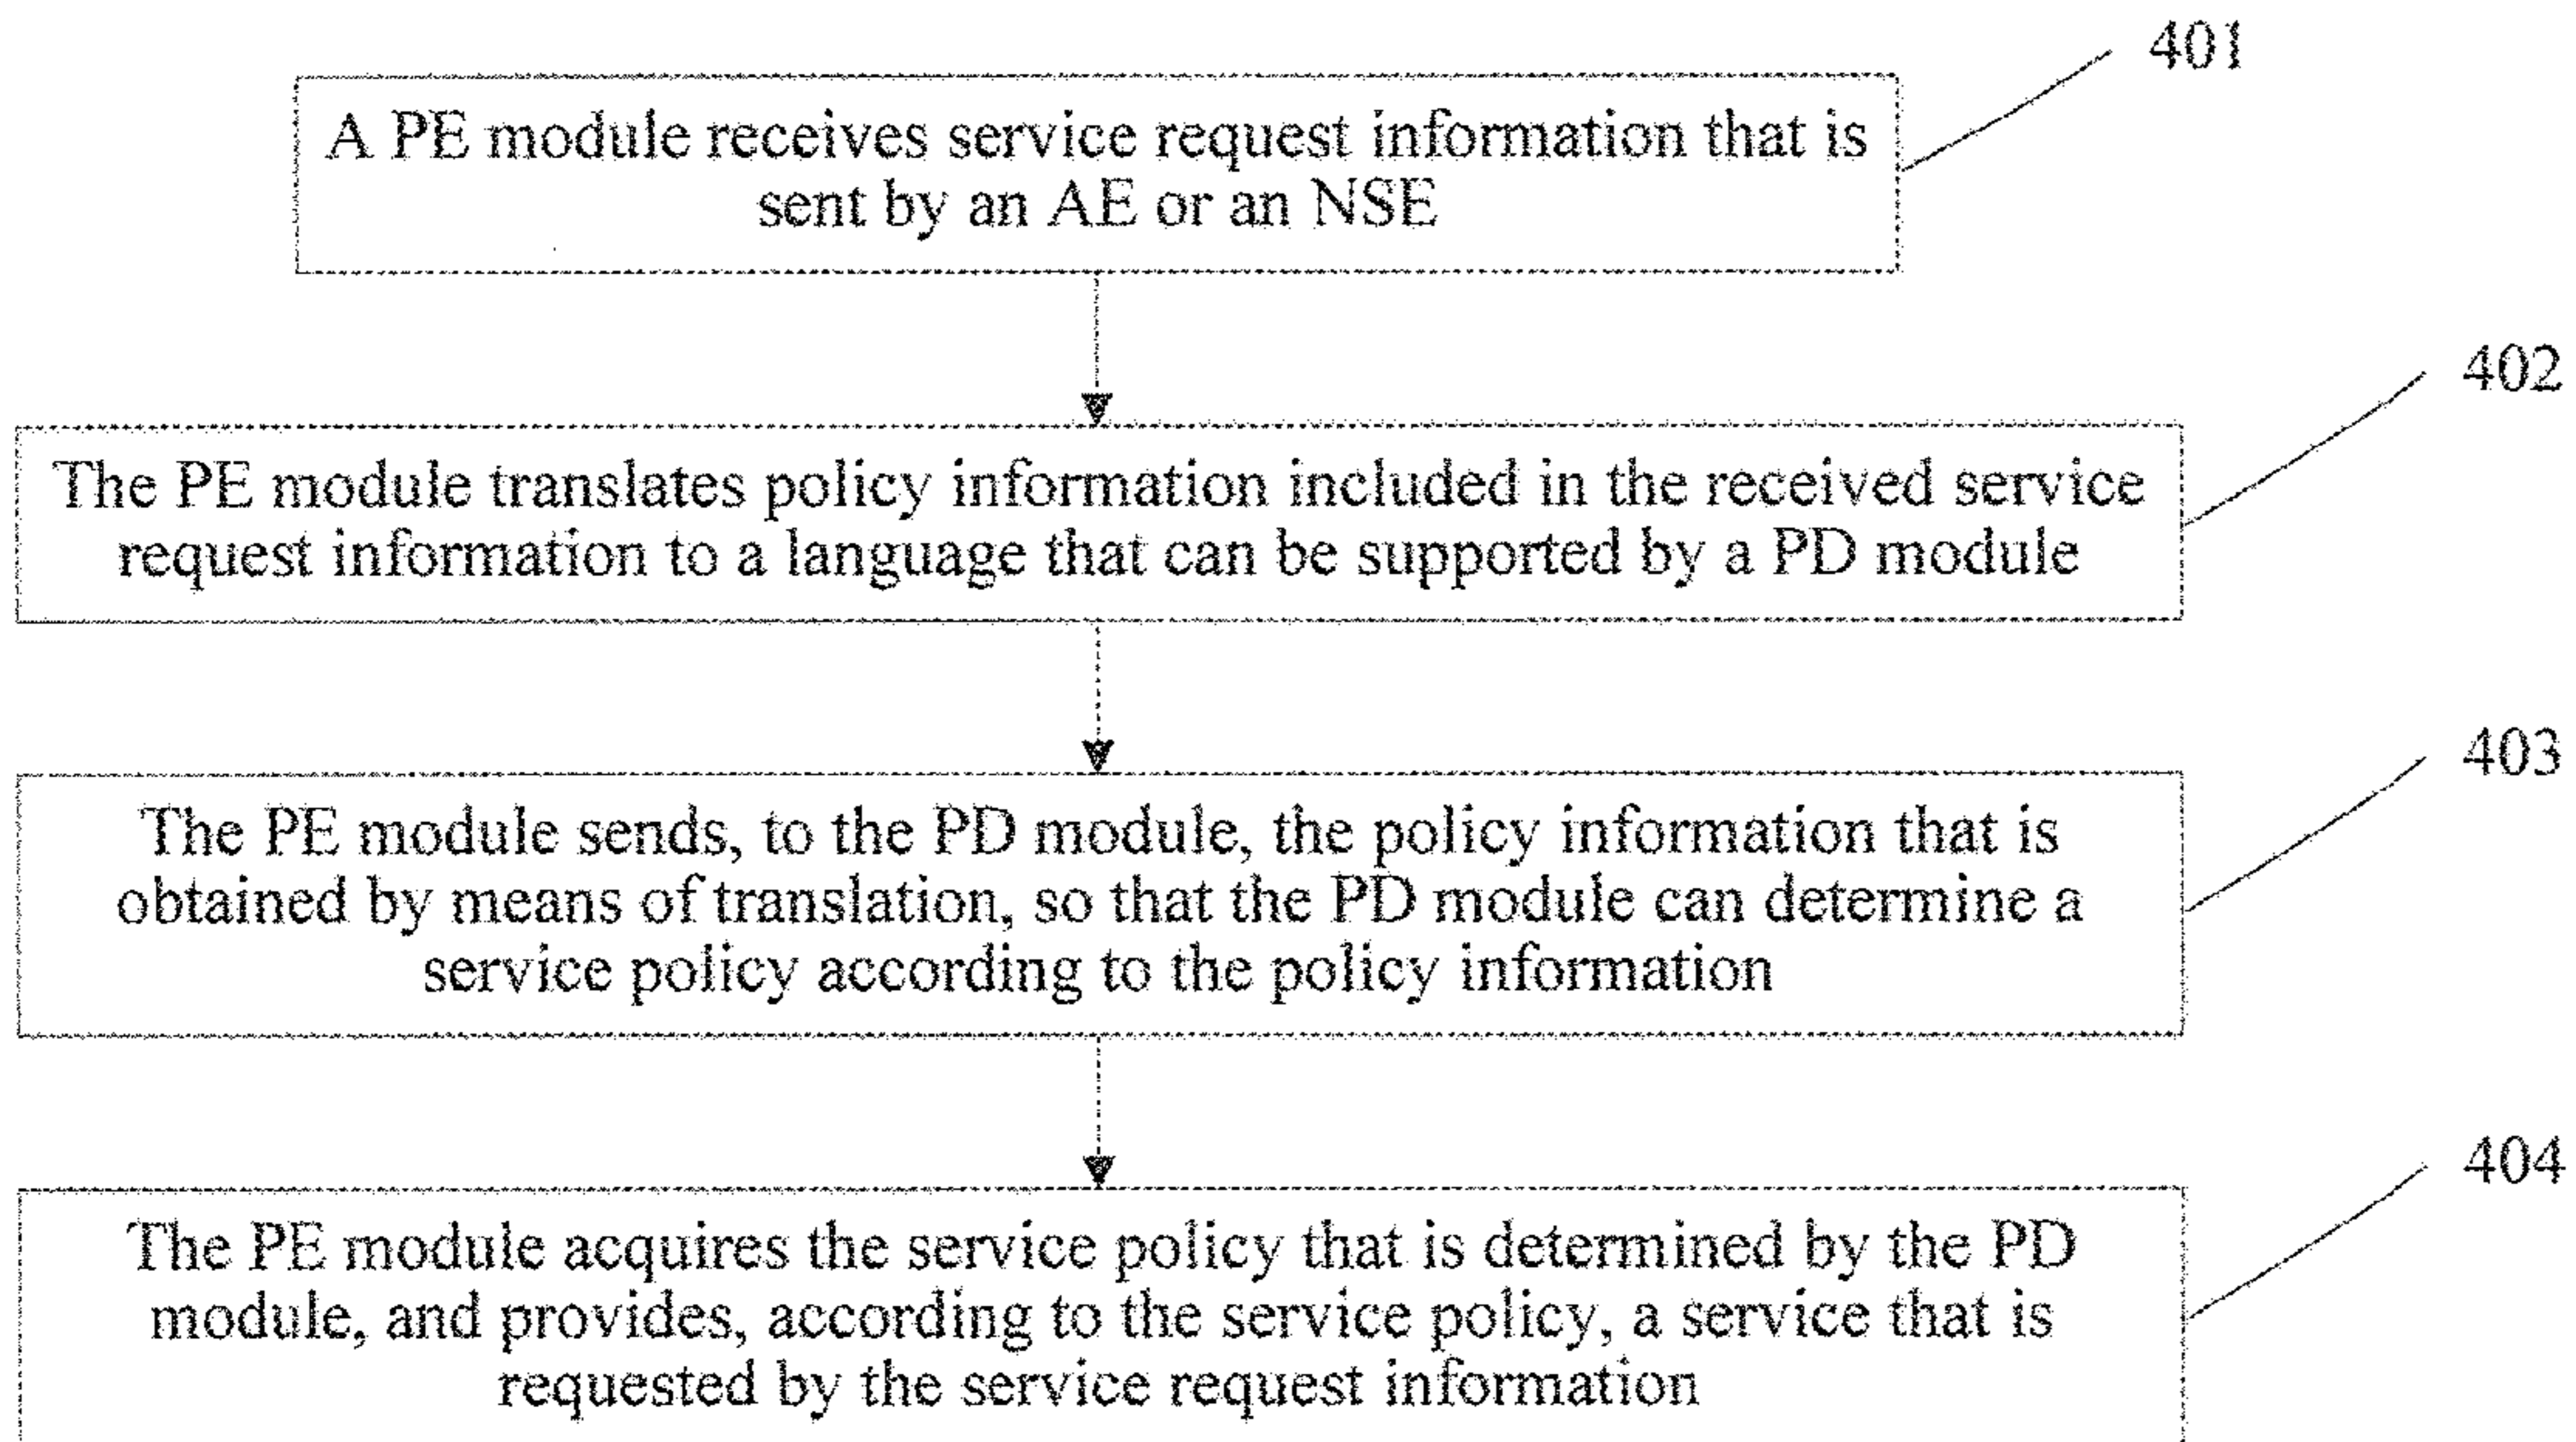 401
A PE module receives service request information that is
sent by an AE or an NSE
402
The PE module translates policy information included in the received service
request information to a language that can be supported by a PD module
403
The PE module sends, to the PD module, the policy information that is
obtained by means of translation, so that the PD module can determine a
service policy according to the policy information
404
The PE module acquires the service policy that is determined by the PD
module, and provides, according to the service policy, a service that is
requested by the service request information